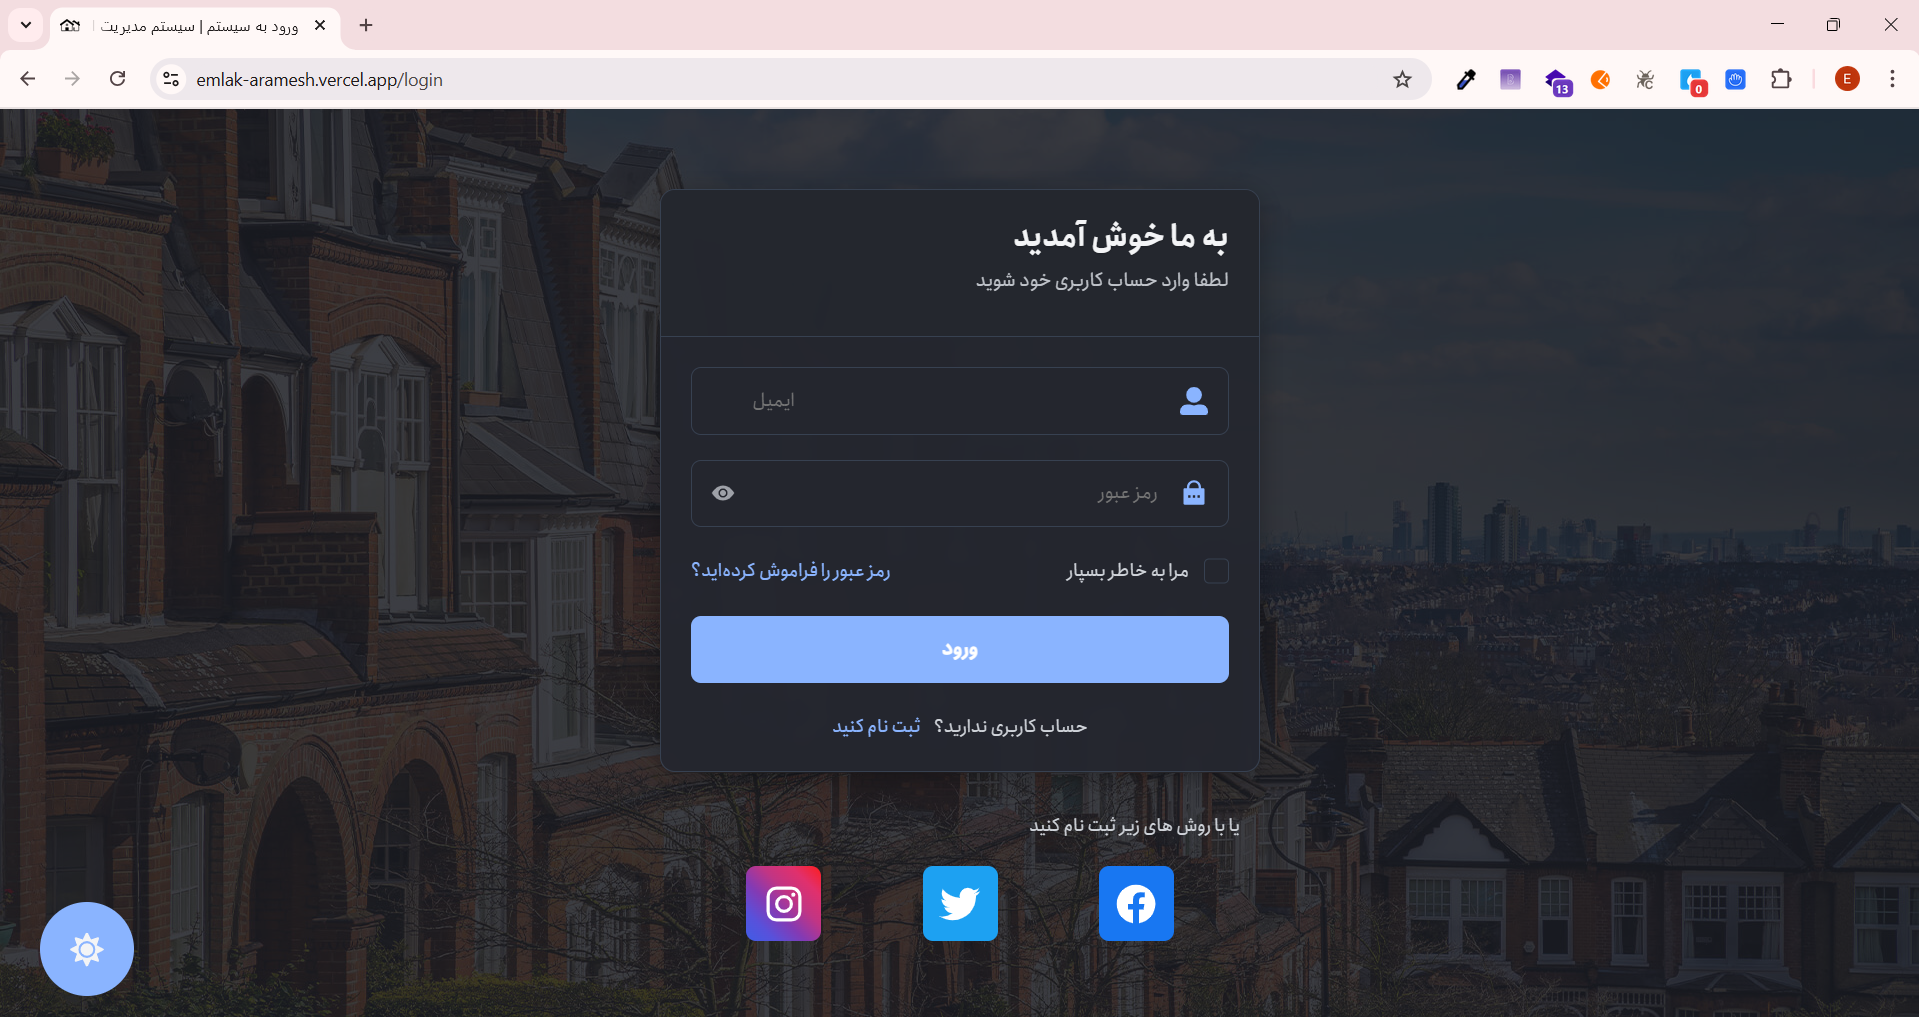 ورود به سیستم | سیستم مدیریت
emlak-aramesh.vercel.app/login
13
0
E
به ما خوش آمدید
لطفا وارد حساب کاربری خود شوید
ایمیل
رمز عبور
مرا به خاطر بسپار
رمز عبور را فراموش کرده‌اید؟
ورود
حساب کاربری ندارید؟ ثبت نام کنید
یا با روش های زیر ثبت نام کنید